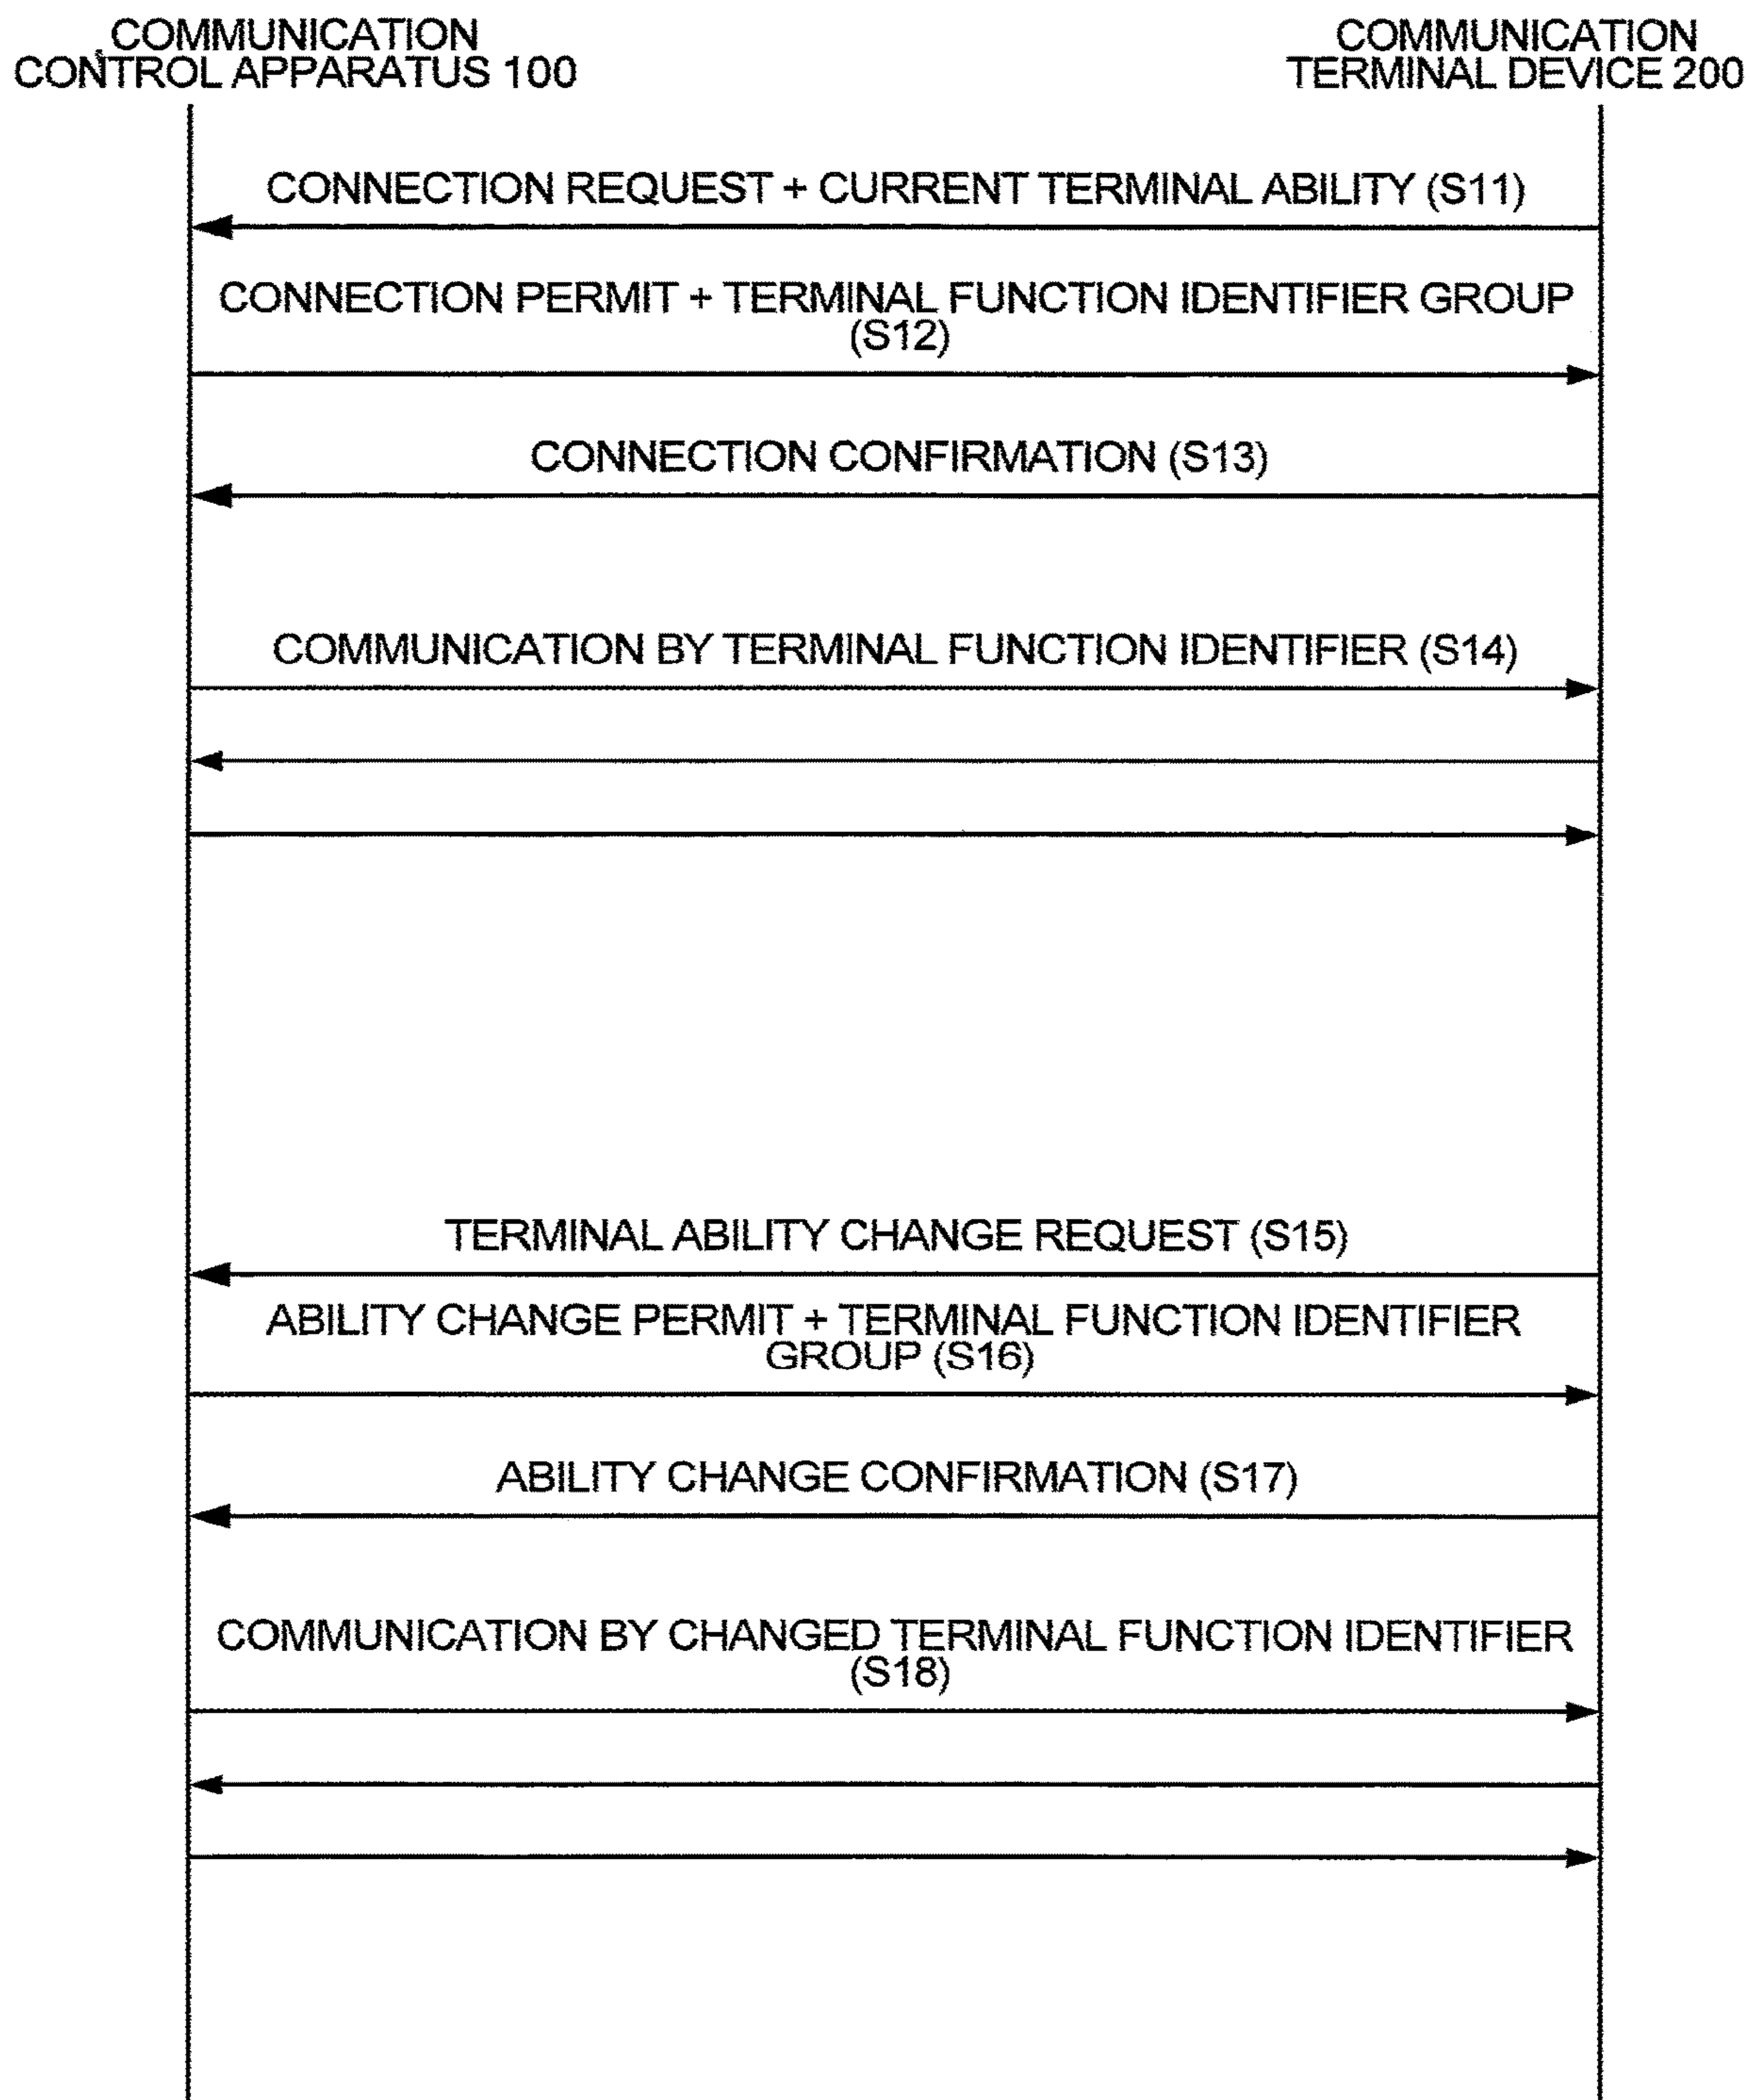 COMMUNICATION
CONTROL APPARATUS 100
COMMUNICATION
TERMINAL DEVICE 200
CONNECTION REQUEST + CURRENT TERMINAL ABILITY (S11)
CONNECTION PERMIT + TERMINAL FUNCTION IDENTIFIER GROUP
(S12)
CONNECTION CONFIRMATION (S13)
COMMUNICATION BY TERMINAL FUNCTION IDENTIFIER (S14)
TERMINAL ABILITY CHANGE REQUEST (S15)
ABILITY CHANGE PERMIT + TERMINAL FUNCTION IDENTIFIER
GROUP (S16)
ABILITY CHANGE CONFIRMATION (S17)
COMMUNICATION BY CHANGED TERMINAL FUNCTION IDENTIFIER
(S18)